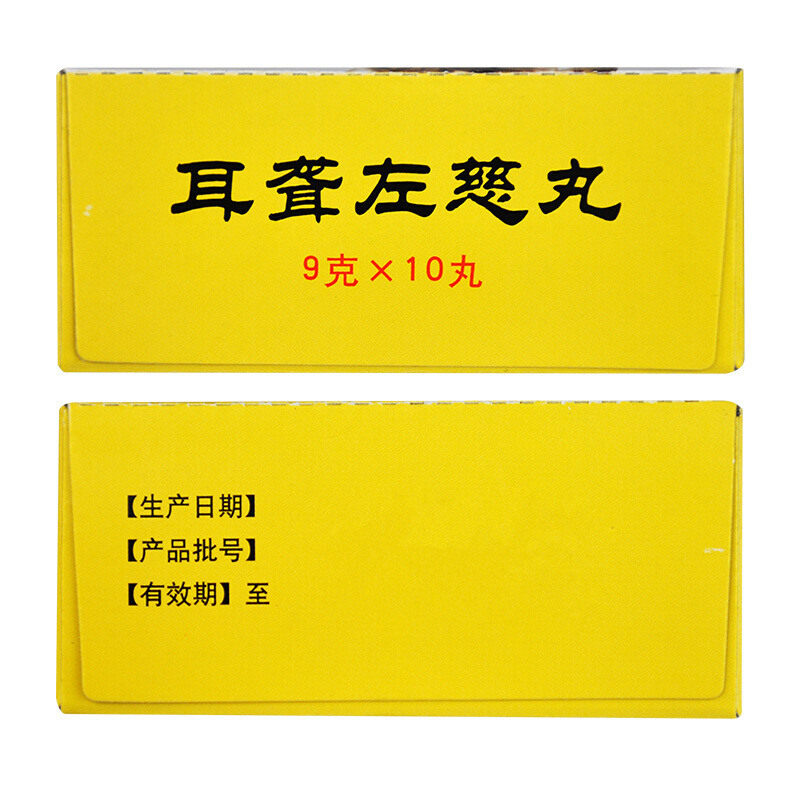 耳聋左慈丸
9克×10丸
【生产日期】
【产品批号】
【有效期】至